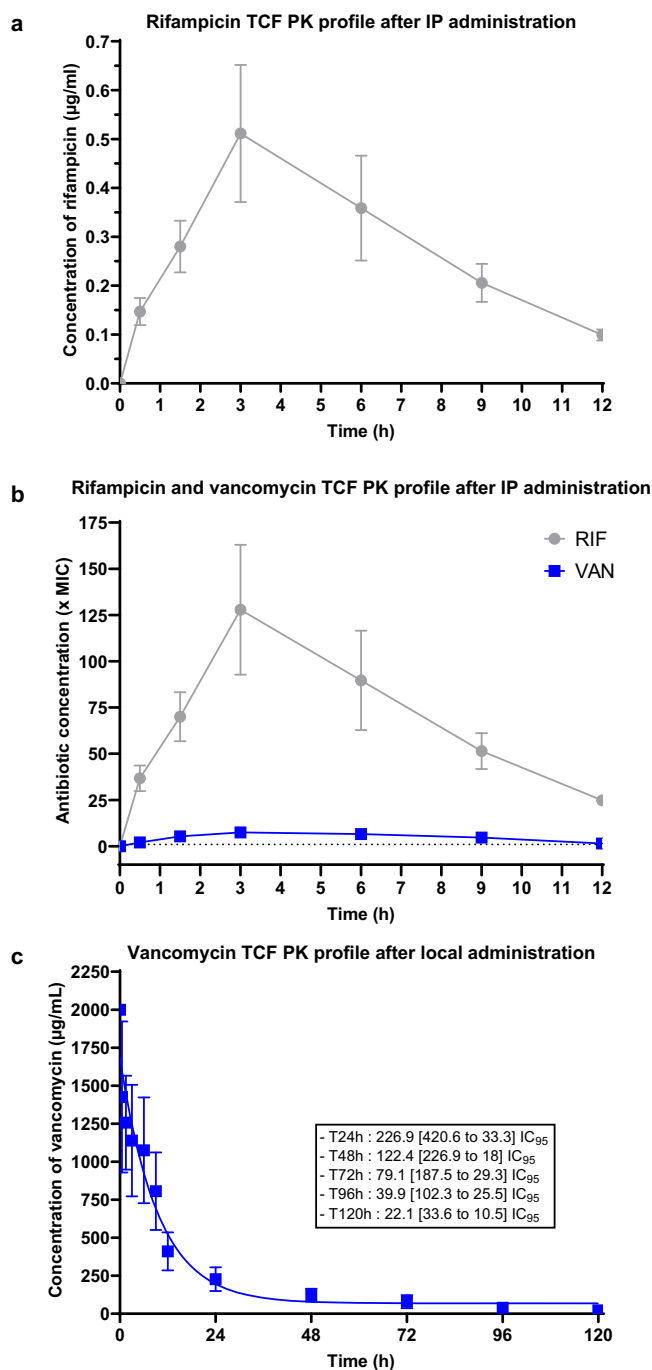 a
Rifampicin TCF PK profile after IP administration
Concentration of rifampicin (µg/ml)
0.7
0.6
0.5
0.4
0.3
0.2
0.1
0.0
0 1 2 3 4 5 6 7 8 9 10 11 12
Time (h)
b
Rifampicin and vancomycin TCF PK profile after IP administration
Antibiotic concentration (x MIC)
175
150
125
100
75
50
25
0
RIF
VAN
0 1 2 3 4 5 6 7 8 9 10 11 12
Time (h)
c
Vancomycin TCF PK profile after local administration
Concentration of vancomycin (µg/mL)
2250
2000
1750
1500
1250
1000
750
500
250
0
- T24h : 226.9 [420.6 to 33.3] IC95
- T48h : 122.4 [226.9 to 18] IC95
- T72h : 79.1 [187.5 to 29.3] IC95
- T96h : 39.9 [102.3 to 25.5] IC95
- T120h : 22.1 [33.6 to 10.5] IC95
0 24 48 72 96 120
Time (h)